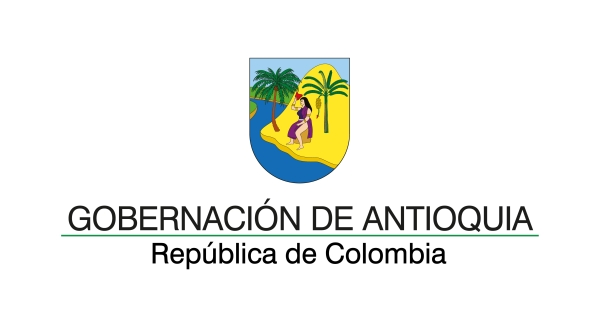 GOBERNACIÓN DE ANTIOQUIA
República de Colombia